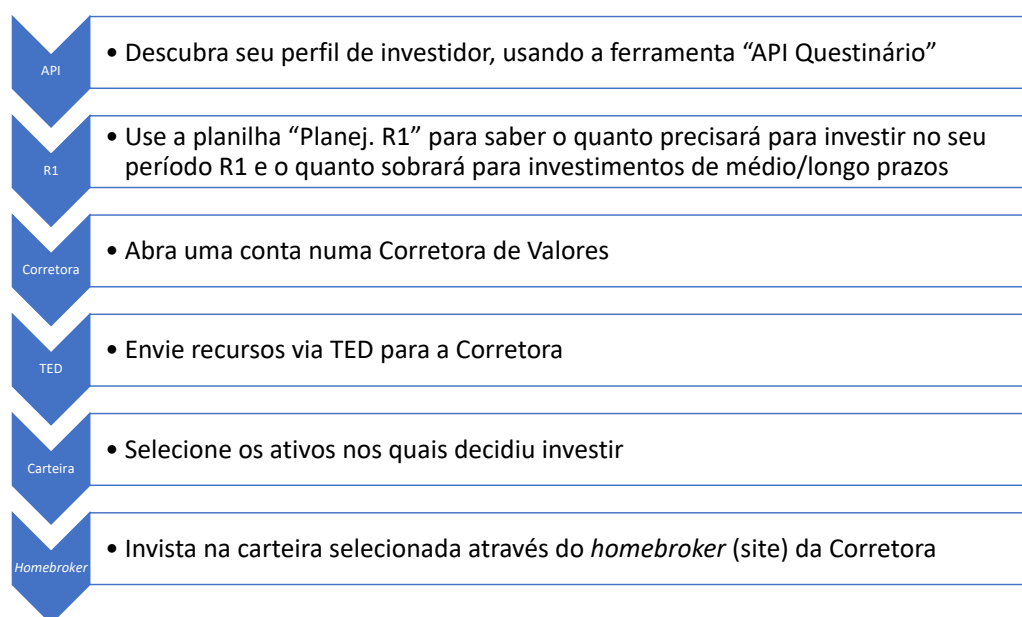 API
• Descubra seu perfil de investidor, usando a ferramenta “API Questinário”
R1
• Use a planilha “Planej. R1” para saber o quanto precisará para investir no seu
período R1 e o quanto sobrará para investimentos de médio/longo prazos
Corretora
• Abra uma conta numa Corretora de Valores
TED
• Envie recursos via TED para a Corretora
Carteira
• Selecione os ativos nos quais decidiu investir
Homebroker
• Invista na carteira selecionada através do homebroker (site) da Corretora